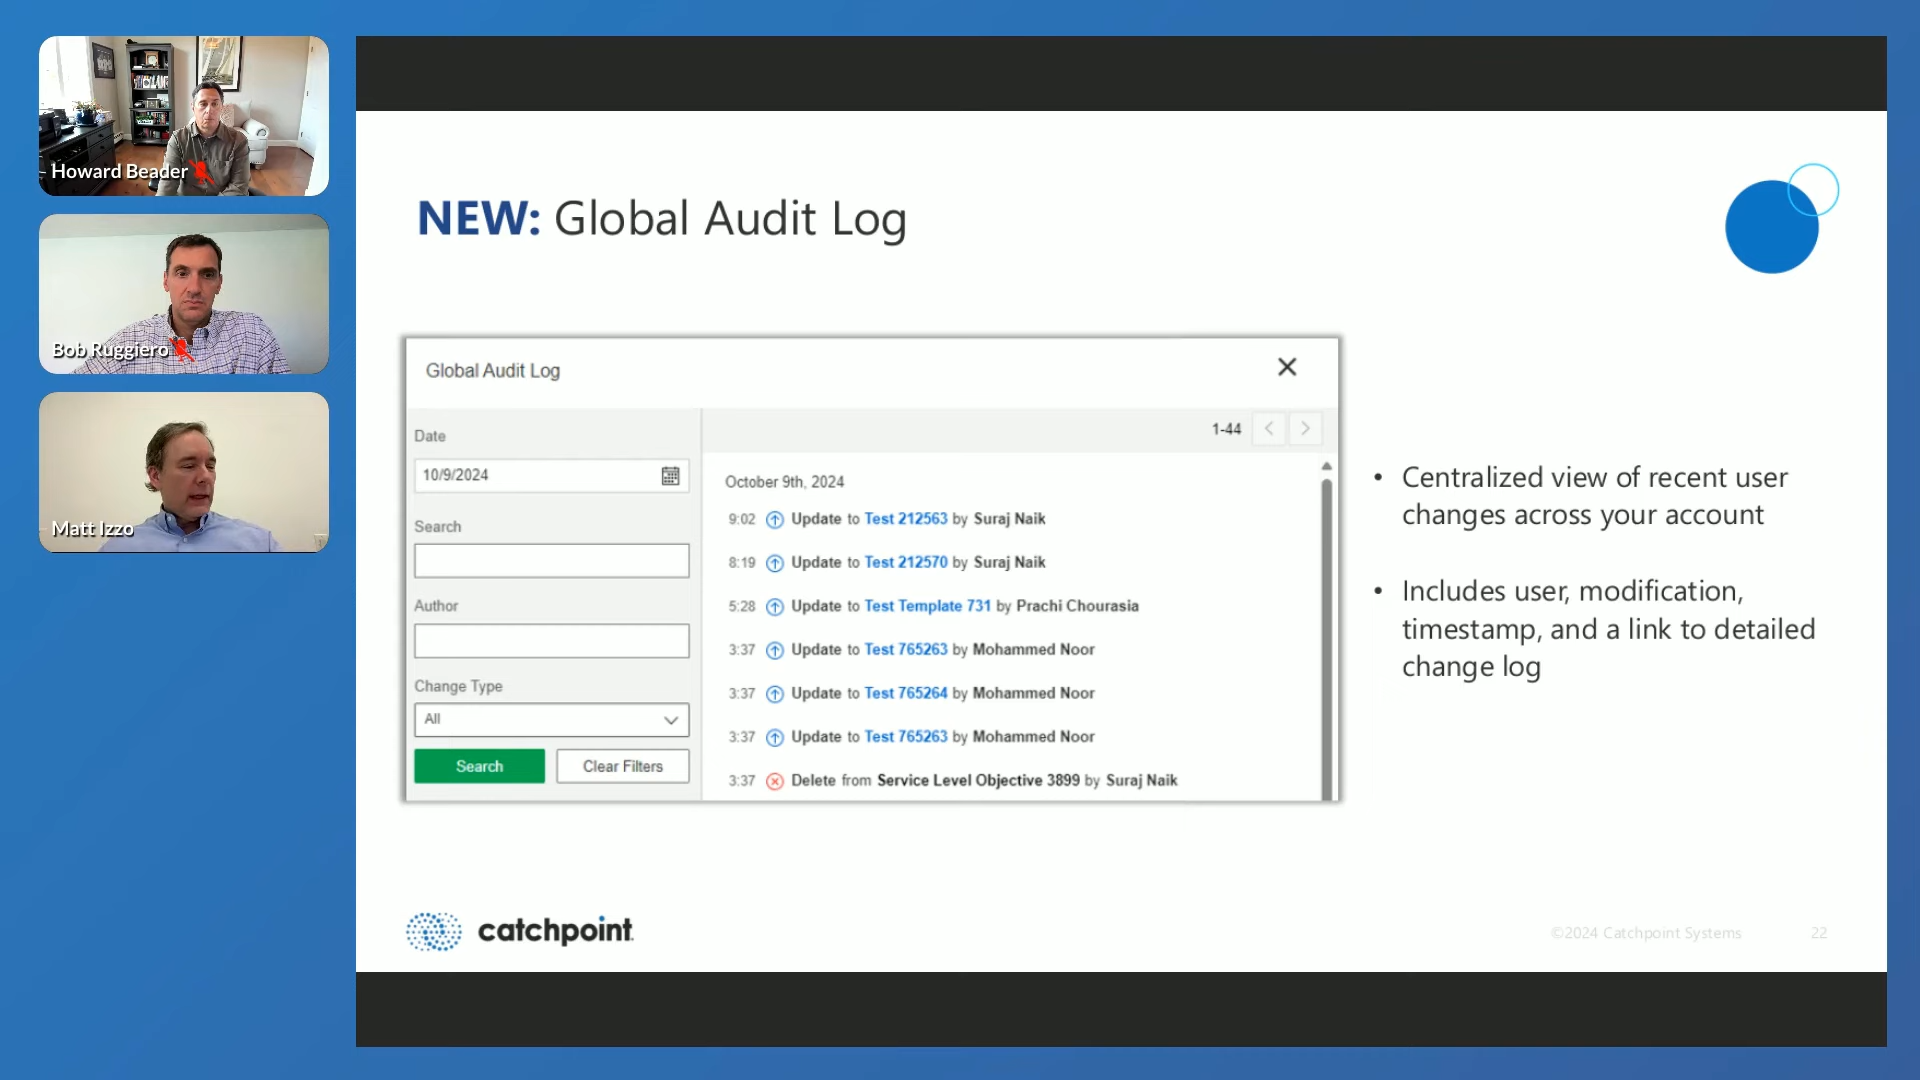 Howard Beader
Bob Ruggiero
Matt Izzo
NEW: Global Audit Log
Global Audit Log
Date
10/9/2024
Search
Author
Change Type
All
Search
Clear Filters
1-44
October 9th, 2024
9:02 Update to Test 212563 by Suraj Naik
8:19 Update to Test 212570 by Suraj Naik
5:28 Update to Test Template 731 by Prachi Chourasia
3:37 Update to Test 765263 by Mohammed Noor
3:37 Update to Test 765264 by Mohammed Noor
3:37 Update to Test 765263 by Mohammed Noor
3:37 Delete from Service Level Objective 3899 by Suraj Naik
• Centralized view of recent user
changes across your account
• Includes user, modification,
timestamp, and a link to detailed
change log
catchpoint
©2024 Catchpoint Systems
22